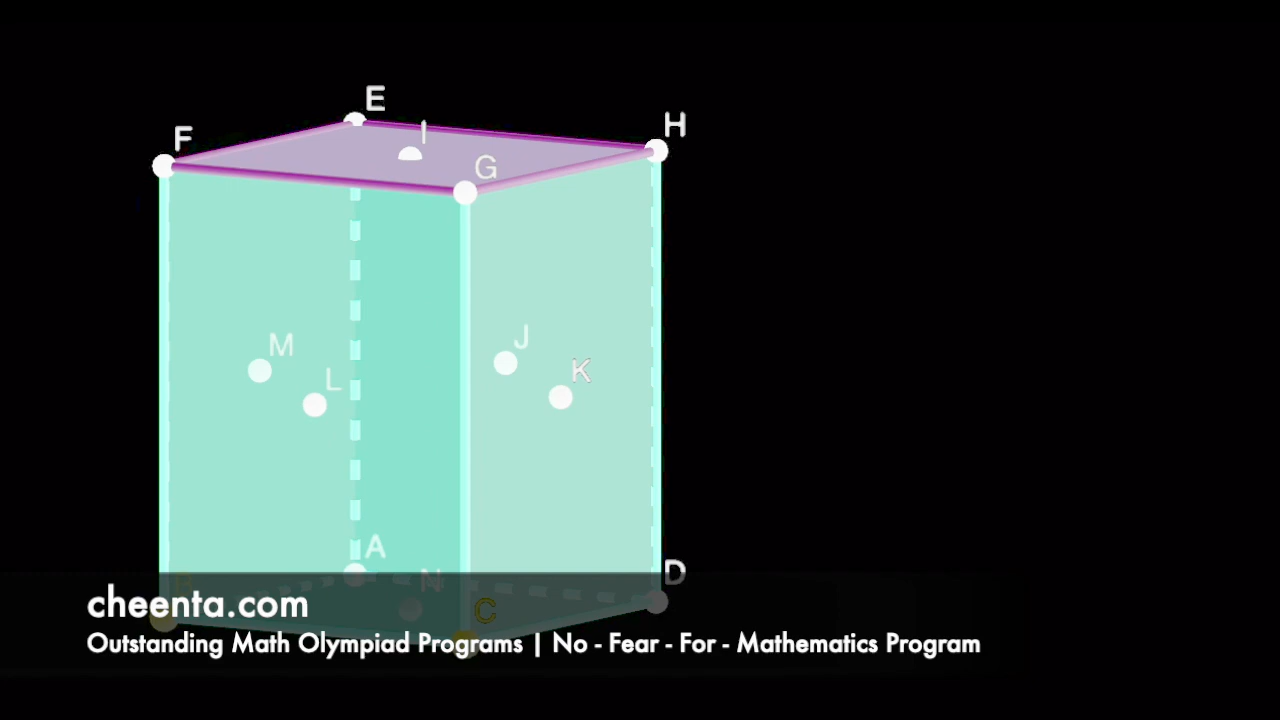 E
F
I
H
G
M
J
L
K
A
B
N
D
C
cheenta.com
Outstanding Math Olympiad Programs | No - Fear - For - Mathematics Program